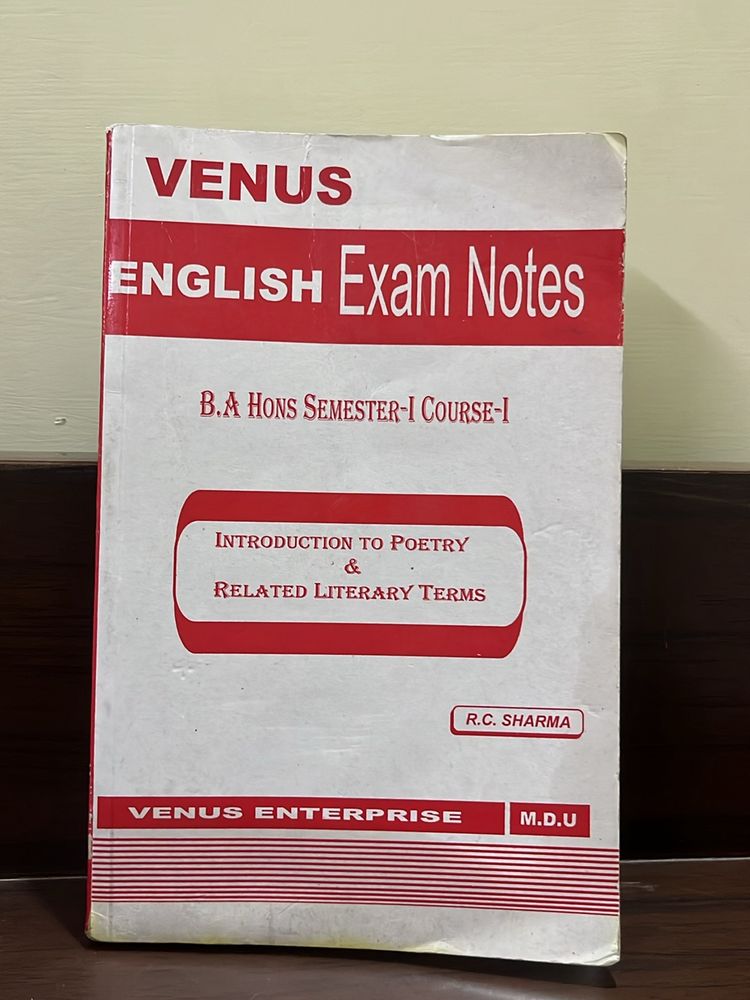 VENUS
ENGLISH Exam Notes
B.A HONS SEMESTER-I COURSE-I
INTRODUCTION TO POETRY
&
RELATED LITERARY TERMS
R.C. SHARMA
VENUS ENTERPRISE M.D.U